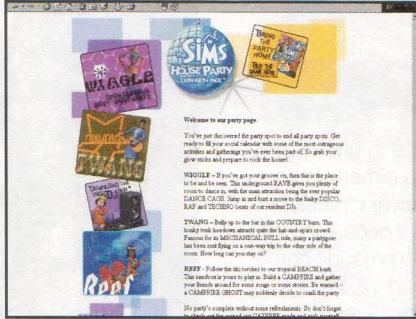 THE SIMS
HOUSE PARTY
EXPANSION PACK
BRING
THE
PARTY
HOME
BUY THE
GAME NOW
WIGGLE
TWANG
DOWNLOAD
DJ
Reef
Welcome to our party page.
You've just discovered the party spot to end all party spots. Get
ready to fill your social calendar with some of the most outrageous
activities and gatherings you've ever been part of. So grab your
glow sticks and prepare to rock the house!
WIGGLE – If you've got your groove on, then this is the place
to be and be seen. This underground RAVE gives you plenty of
room to dance in, with the main attraction being the ever popular
DANCE CAGE. Jump in and bust a move to the funky DISCO,
RAP and TECHNO beats of our resident DJs.
TWANG – Belly up to the bar in this COUNTRY barn. This
honky tonk hoedown attracts quite the hat-and-spurs crowd.
Famous for its MECHANICAL BULL ride, many a partygoer
has been sent flying on a one-way trip to the other side of the
room. How long can you stay on?
REEF - Follow the tiki torches to our tropical BEACH bash.
This sandbox is yours to play in. Build a CAMPFIRE and gather
your friends around for some songs or some stories. Be warned –
a CAMPFIRE GHOST may suddenly decide to crash the party.
No party's complete without some refreshments. So don't forget